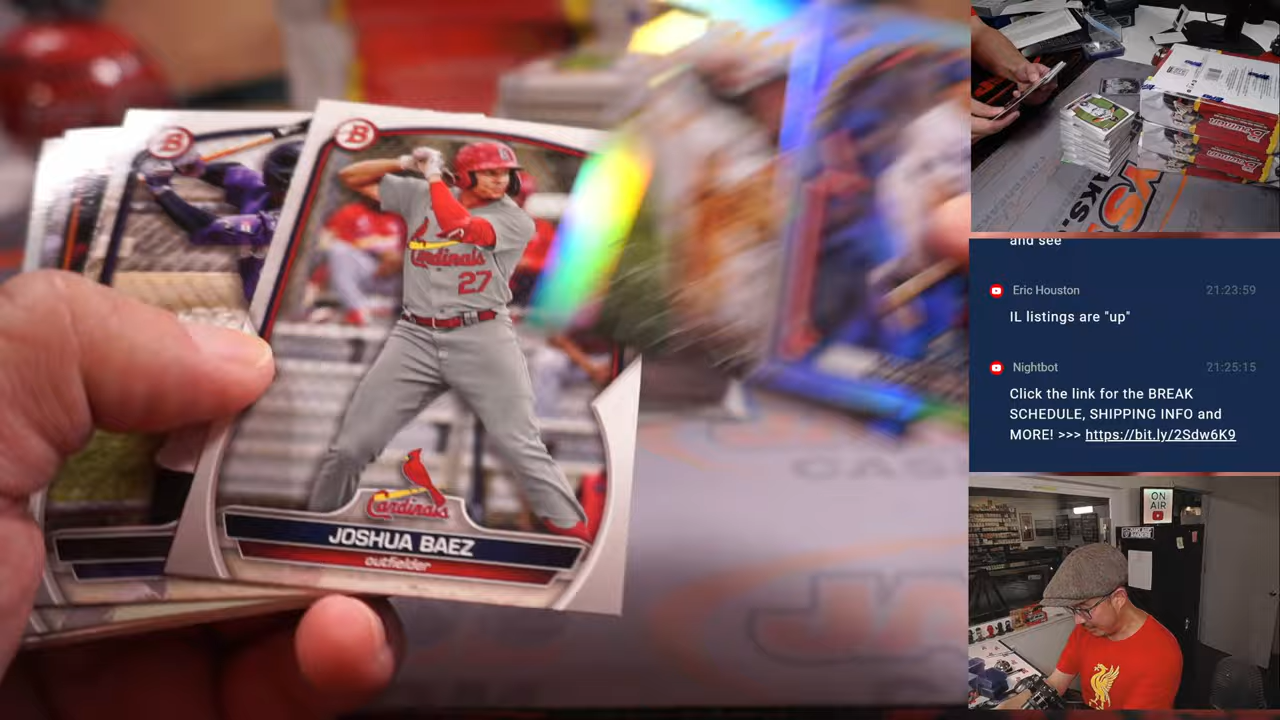 B
B
Cardinals
27
Cardinals
JOSHUA BAEZ
outfielder
Bowman
and see
Eric Houston
21:23:59
IL listings are "up"
Nightbot
21:25:15
Click the link for the BREAK
SCHEDULE, SHIPPING INFO and
MORE! >>> https://bit.ly/2Sdw6K9
ON
AIR